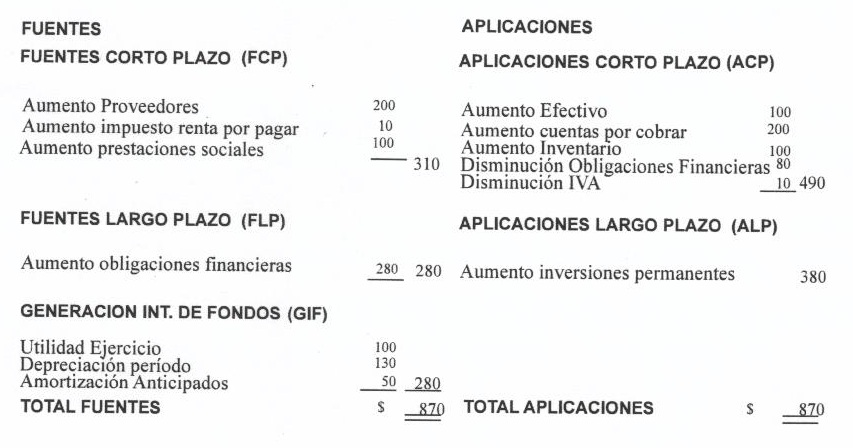 FUENTES
FUENTES CORTO PLAZO (FCP)
Aumento Proveedores 200
Aumento impuesto renta por pagar 10
Aumento prestaciones sociales 100
310
FUENTES LARGO PLAZO (FLP)
Aumento obligaciones financieras 280 280
GENERACION INT. DE FONDOS (GIF)
Utilidad Ejercicio 100
Depreciación período 130
Amortización Anticipados 50 280
TOTAL FUENTES $ 870
APLICACIONES
APLICACIONES CORTO PLAZO (ACP)
Aumento Efectivo 100
Aumento cuentas por cobrar 200
Aumento Inventario 100
Disminución Obligaciones Financieras 80
Disminución IVA 10 490
APLICACIONES LARGO PLAZO (ALP)
Aumento inversiones permanentes 380
TOTAL APLICACIONES $ 870